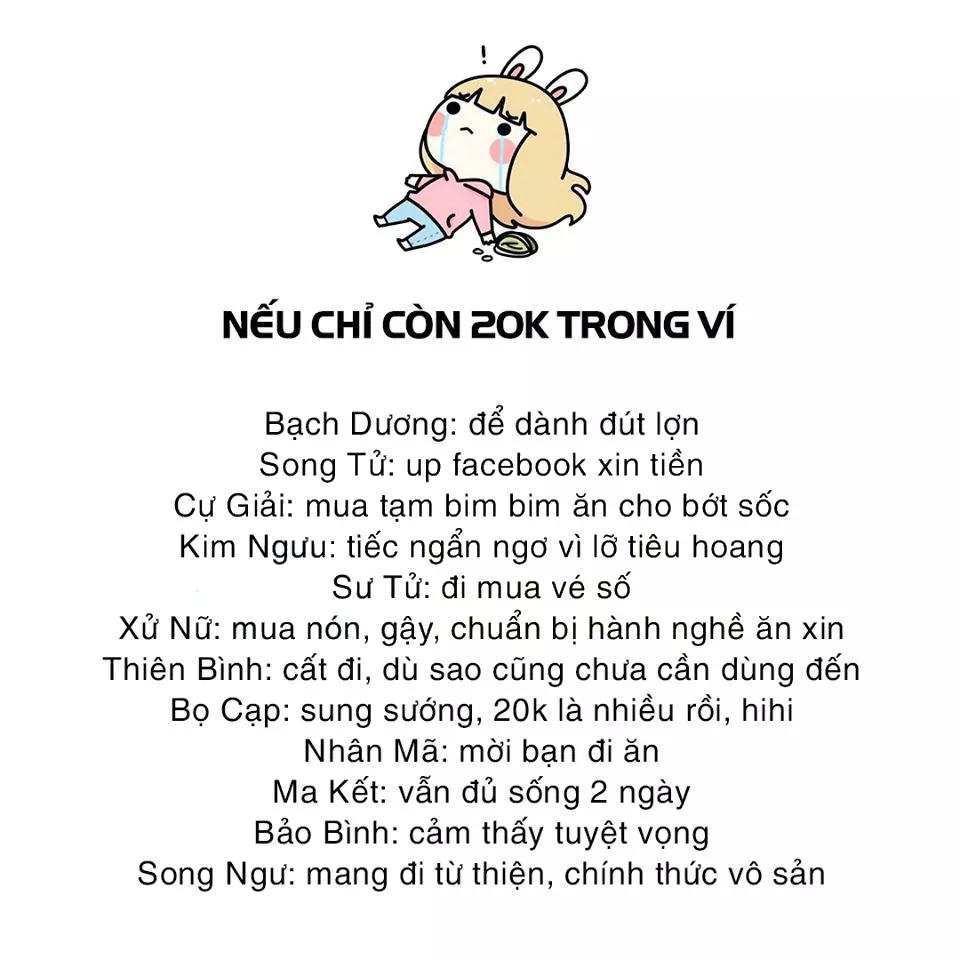 !
NẾU CHỈ CÒN 20K TRONG VÍ
Bạch Dương: để dành đút lợn
Song Tử: up facebook xin tiền
Cự Giải: mua tạm bim bim ăn cho bớt sốc
Kim Ngưu: tiếc ngẩn ngơ vì lỡ tiêu hoang
Sư Tử: đi mua vé số
Xử Nữ: mua nón, gậy, chuẩn bị hành nghề ăn xin
Thiên Bình: cất đi, dù sao cũng chưa cần dùng đến
Bọ Cạp: sung sướng, 20k là nhiều rồi, hihi
Nhân Mã: mời bạn đi ăn
Ma Kết: vẫn đủ sống 2 ngày
Bảo Bình: cảm thấy tuyệt vọng
Song Ngư: mang đi từ thiện, chính thức vô sản